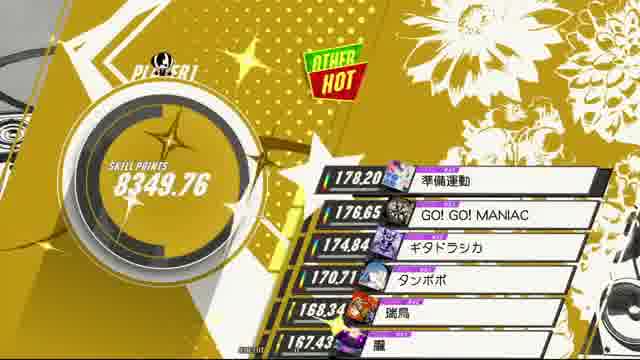 PLAYER1
OTHER
HOT
SKILL POINTS
8349.76
178,20 準備運動
176,65 GO! GO! MANIAC
174,84 ギタドラシカ
170,71 タンポポ
168,34 瑞鳥
167,43 朧